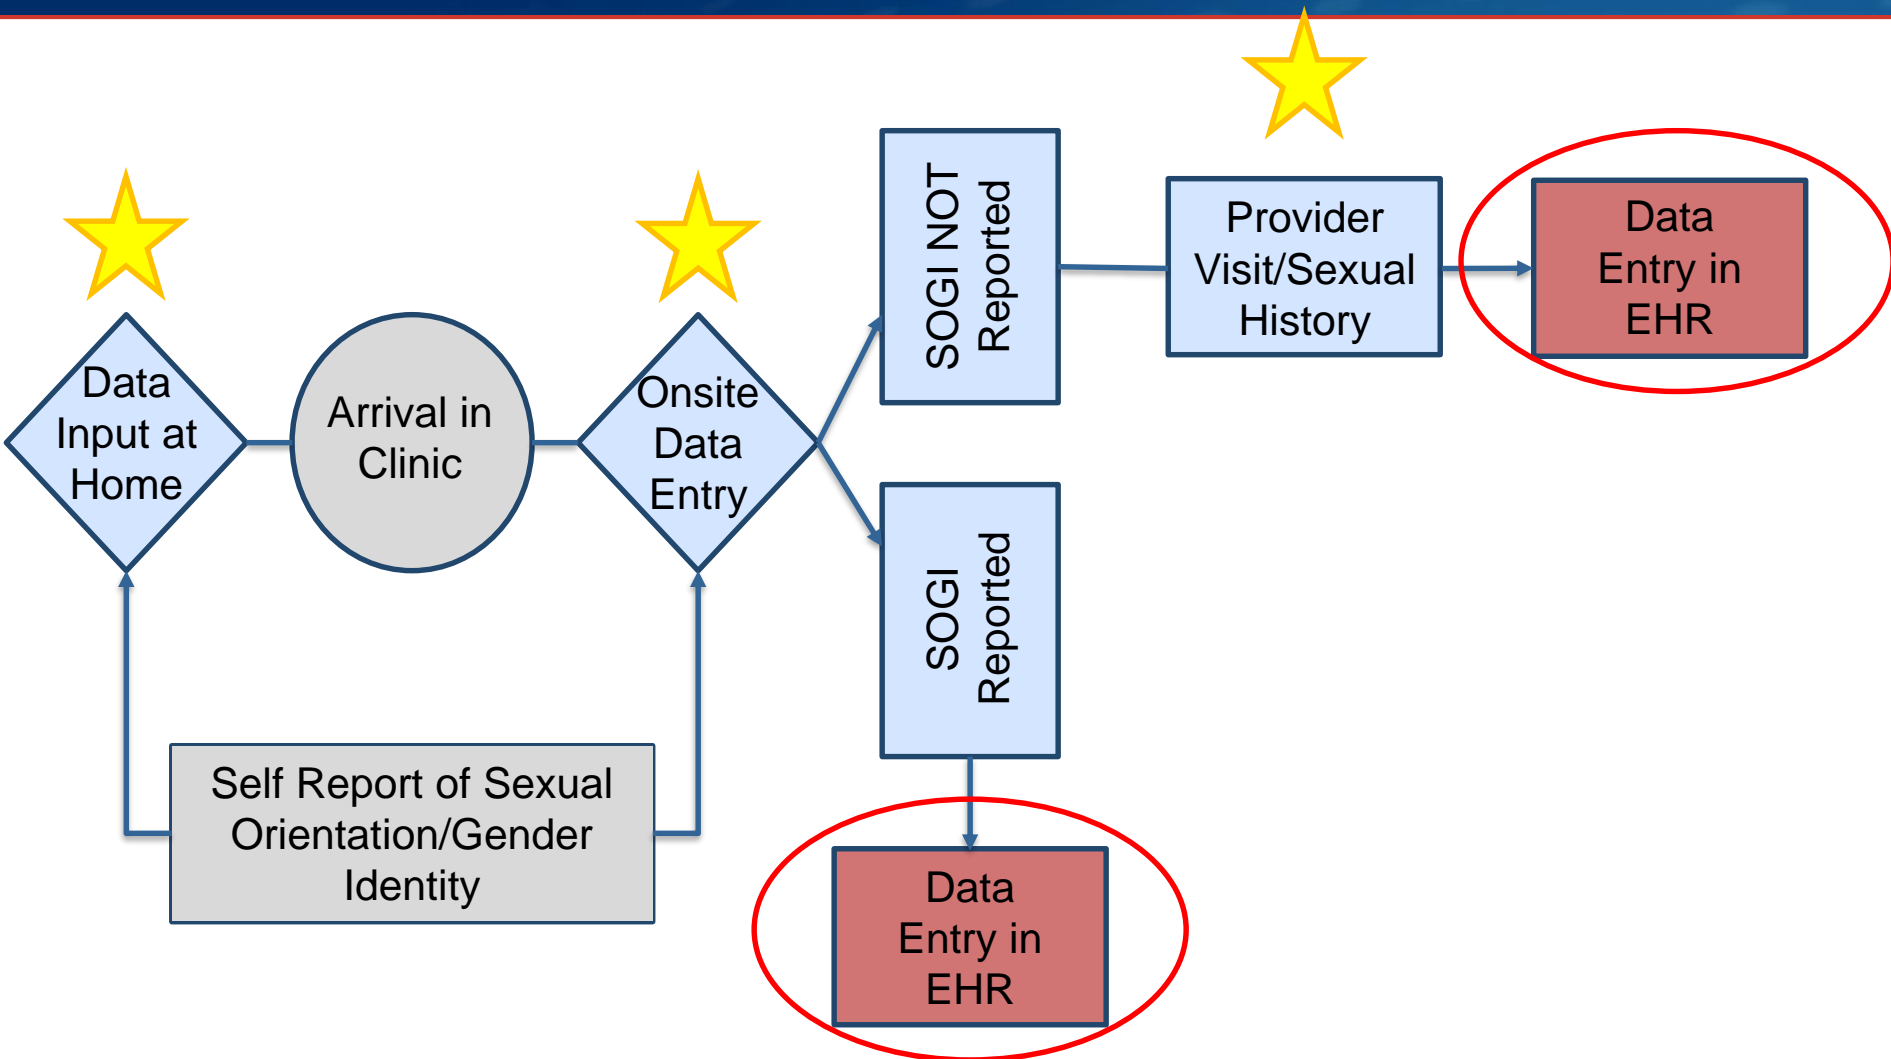 Data
Input at
Home
Arrival in
Clinic
Onsite
Data
Entry
SOGI NOT
Reported
Provider
Visit/Sexual
History
Data
Entry in
EHR
SOGI
Reported
Self Report of Sexual
Orientation/Gender
Identity
Data
Entry in
EHR